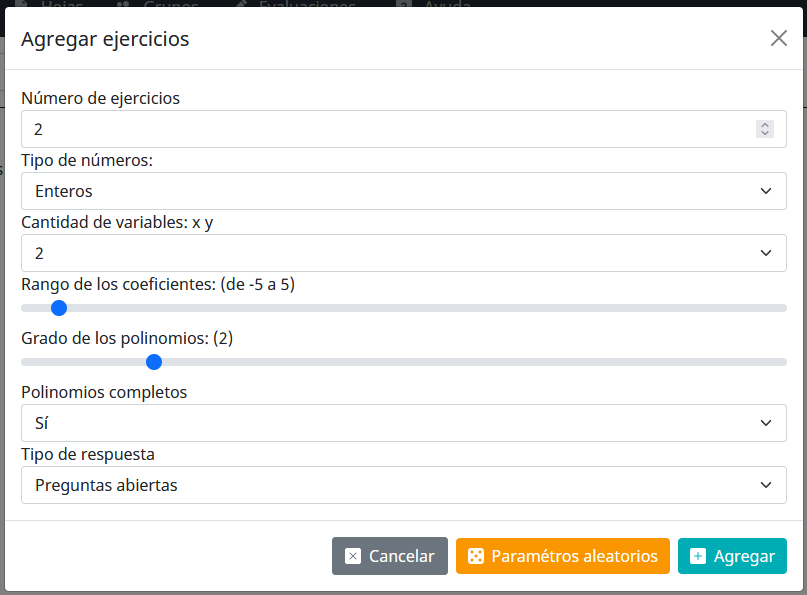 Hojas Grupos Evaluaciones Ayuda
Agregar ejercicios
Número de ejercicios
2
Tipo de números:
Enteros
Cantidad de variables: x y
2
Rango de los coeficientes: (de -5 a 5)
Grado de los polinomios: (2)
Polinomios completos
Sí
Tipo de respuesta
Preguntas abiertas
Cancelar Paramétros aleatorios Agregar